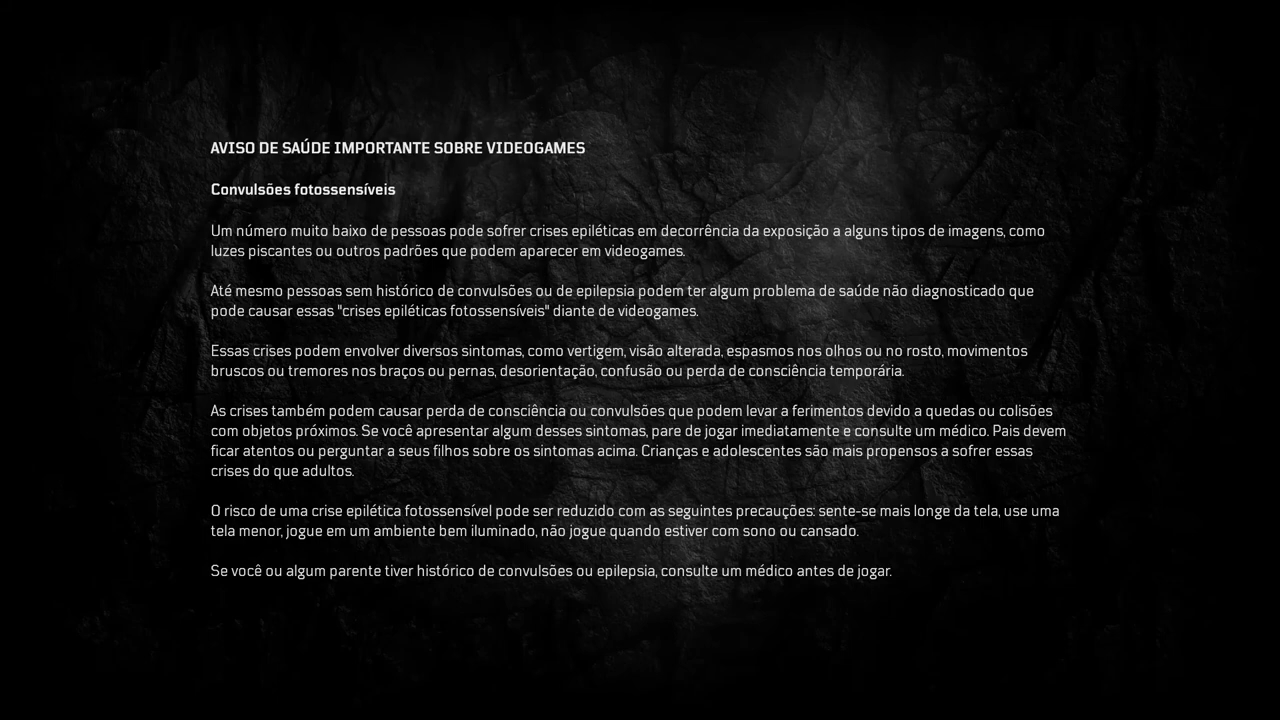 AVISO DE SAÚDE IMPORTANTE SOBRE VIDEOGAMES
Convulsões fotossensíveis
Um número muito baixo de pessoas pode sofrer crises epiléticas em decorrência da exposição a alguns tipos de imagens, como
luzes piscantes ou outros padrões que podem aparecer em videogames.
Até mesmo pessoas sem histórico de convulsões ou de epilepsia podem ter algum problema de saúde não diagnosticado que
pode causar essas "crises epiléticas fotossensíveis" diante de videogames.
Essas crises podem envolver diversos sintomas, como vertigem, visão alterada, espasmos nos olhos ou no rosto, movimentos
bruscos ou tremores nos braços ou pernas, desorientação, confusão ou perda de consciência temporária.
As crises também podem causar perda de consciência ou convulsões que podem levar a ferimentos devido a quedas ou colisões
com objetos próximos. Se você apresentar algum desses sintomas, pare de jogar imediatamente e consulte um médico. Pais devem
ficar atentos ou perguntar a seus filhos sobre os sintomas acima. Crianças e adolescentes são mais propensos a sofrer essas
crises do que adultos.
O risco de uma crise epilética fotossensível pode ser reduzido com as seguintes precauções: sente-se mais longe da tela, use uma
tela menor, jogue em um ambiente bem iluminado, não jogue quando estiver com sono ou cansado.
Se você ou algum parente tiver histórico de convulsões ou epilepsia, consulte um médico antes de jogar.